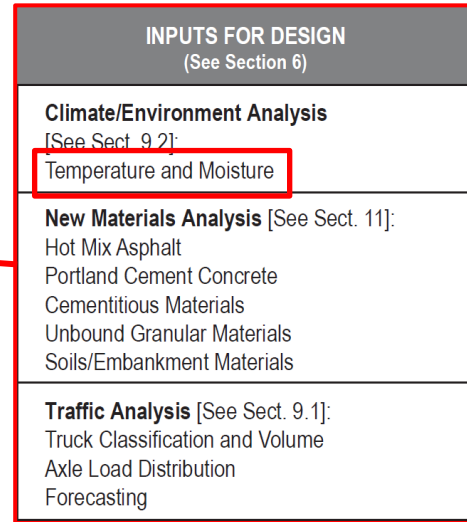 INPUTS FOR DESIGN
(See Section 6)
Climate/Environment Analysis
[See Sect. 9.2]:
Temperature and Moisture
New Materials Analysis [See Sect. 11]:
Hot Mix Asphalt
Portland Cement Concrete
Cementitious Materials
Unbound Granular Materials
Soils/Embankment Materials
Traffic Analysis [See Sect. 9.1]:
Truck Classification and Volume
Axle Load Distribution
Forecasting